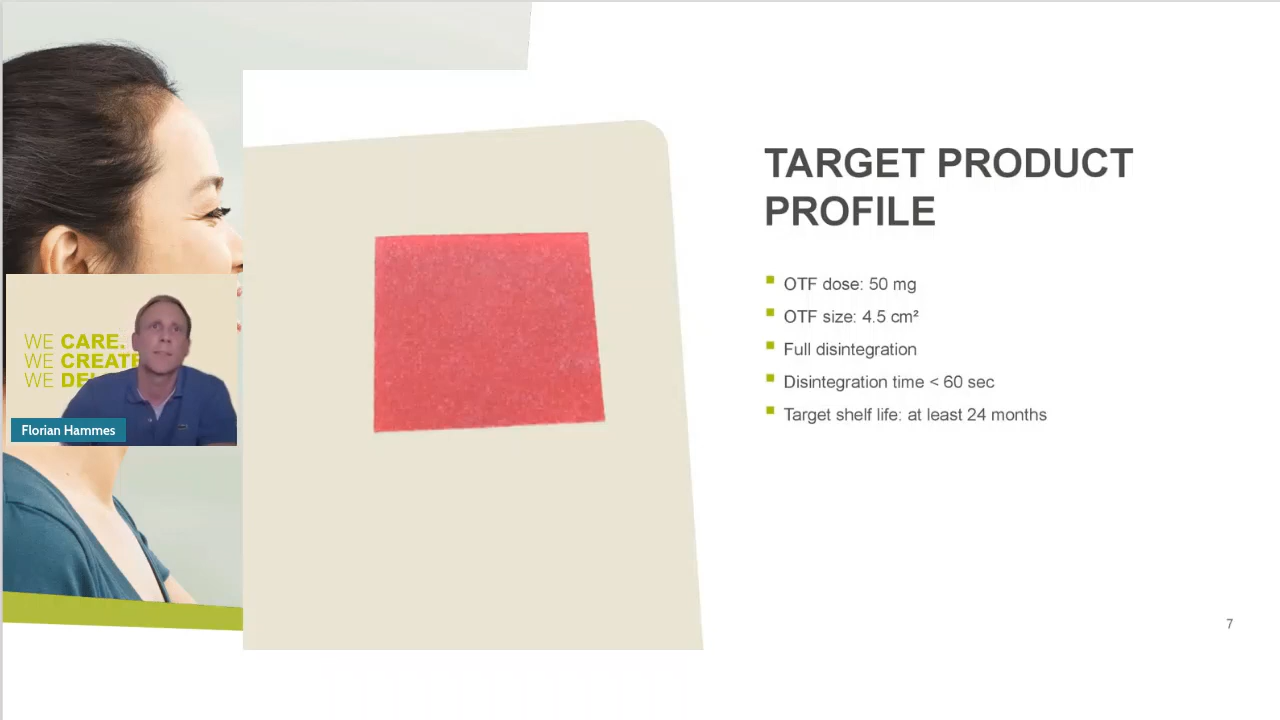 TARGET PRODUCT
PROFILE
OTF dose: 50 mg
OTF size: 4.5 cm²
Full disintegration
Disintegration time < 60 sec
Target shelf life: at least 24 months
WE CARE.
WE CREATE
WE DEL
Florian Hammes
7